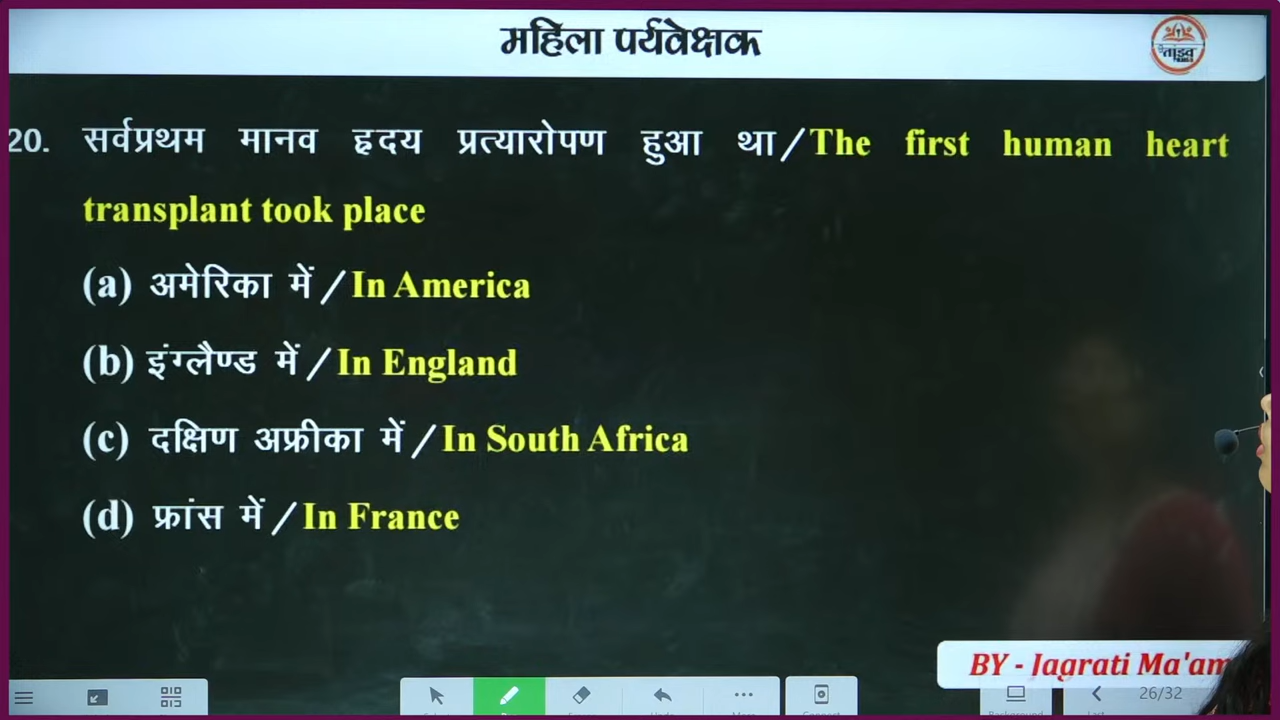 महिला पर्यवेक्षक
20. सर्वप्रथम मानव हृदय प्रत्यारोपण हुआ था/The first human heart
transplant took place
(a) अमेरिका में/In America
(b) इंग्लैण्ड में/In England
(c) दक्षिण अफ्रीका में/In South Africa
(d) फ्रांस में/In France
BY - Jagrati Ma'am
26/32